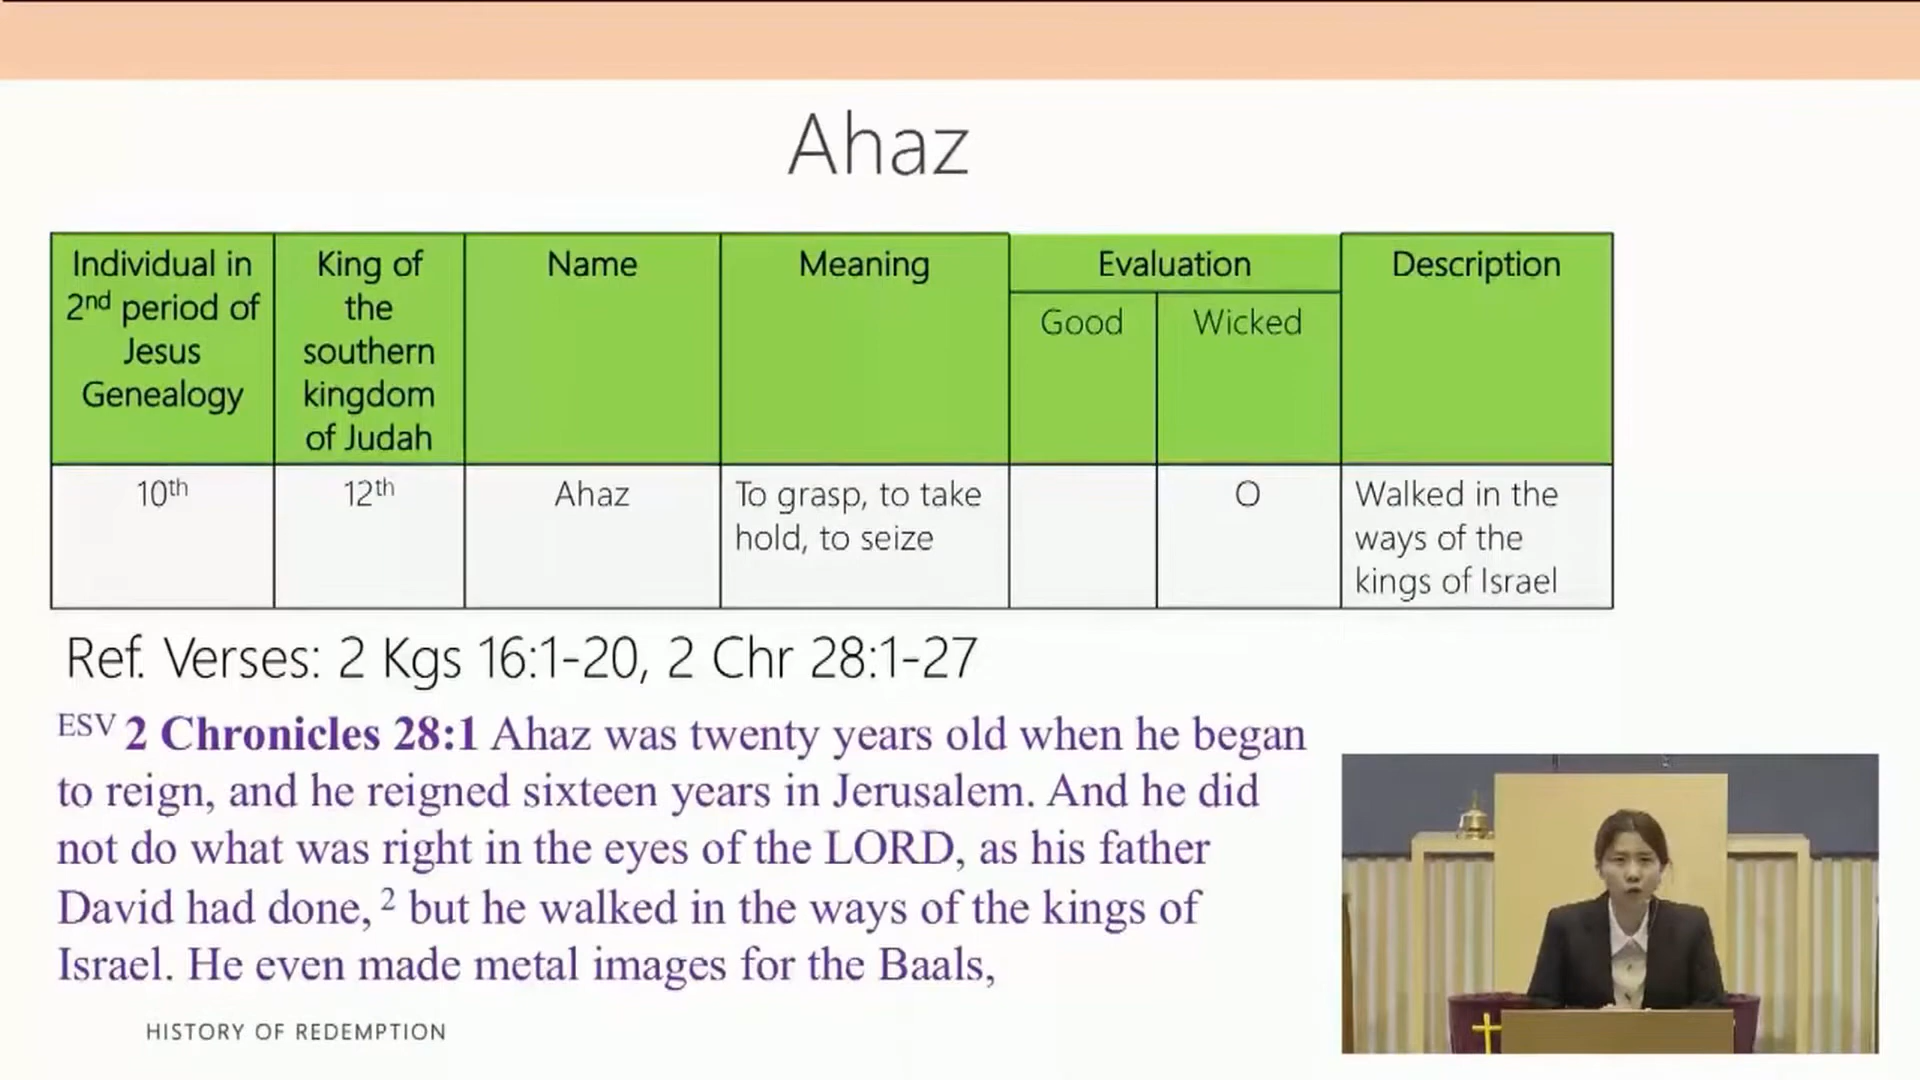 Ahaz
Individual in
2nd period of
Jesus
Genealogy
King of
the
southern
kingdom
of Judah
Name
Meaning
Evaluation
Good
Wicked
Description
10th
12th
Ahaz
To grasp, to take
hold, to seize
O
Walked in the
ways of the
kings of Israel
Ref. Verses: 2 Kgs 16:1-20, 2 Chr 28:1-27
ESV 2 Chronicles 28:1 Ahaz was twenty years old when he began
to reign, and he reigned sixteen years in Jerusalem. And he did
not do what was right in the eyes of the LORD, as his father
David had done, 2 but he walked in the ways of the kings of
Israel. He even made metal images for the Baals,
HISTORY OF REDEMPTION